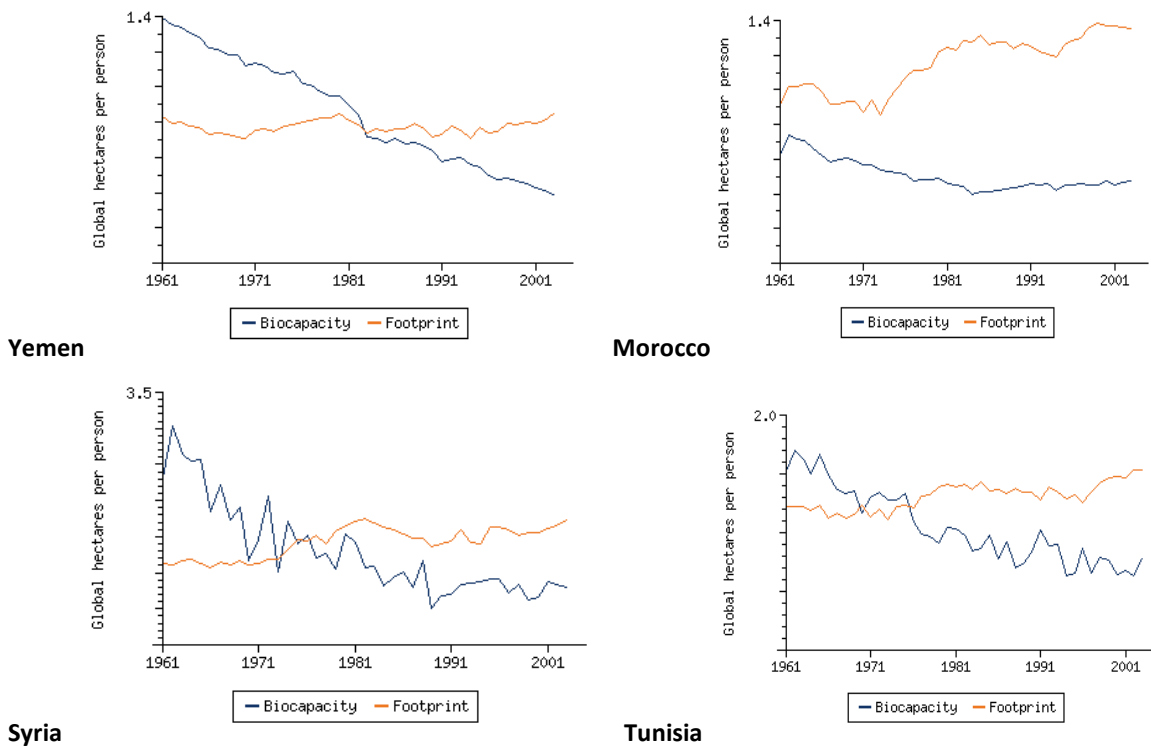 1.4
Global hectares per person
1961 1971 1981 1991 2001
Biocapacity Footprint
Yemen
1.4
Global hectares per person
1961 1971 1981 1991 2001
Biocapacity Footprint
Morocco
3.5
Global hectares per person
1961 1971 1981 1991 2001
Biocapacity Footprint
Syria
2.0
Global hectares per person
1961 1971 1981 1991 2001
Biocapacity Footprint
Tunisia